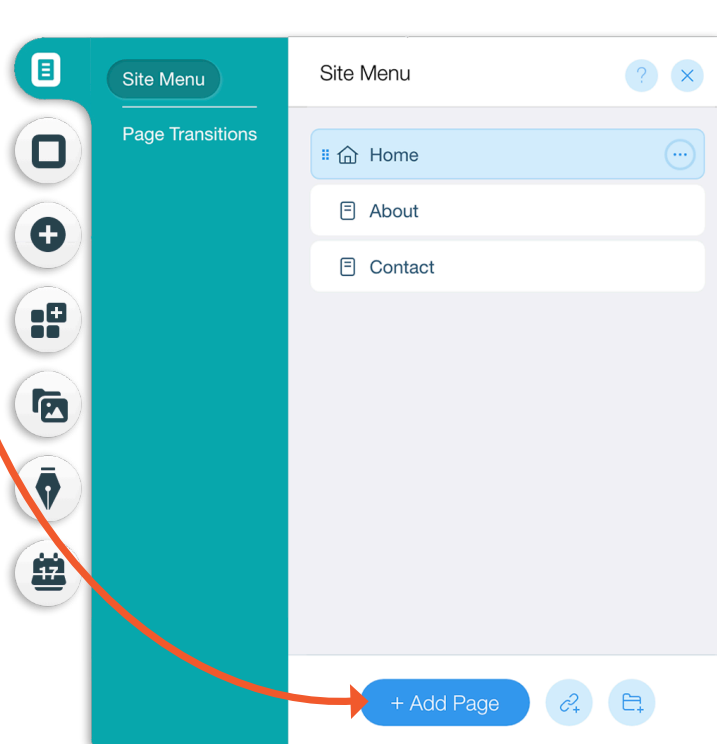 Site Menu
Page Transitions
Site Menu
?
Home
About
Contact
+ Add Page
17